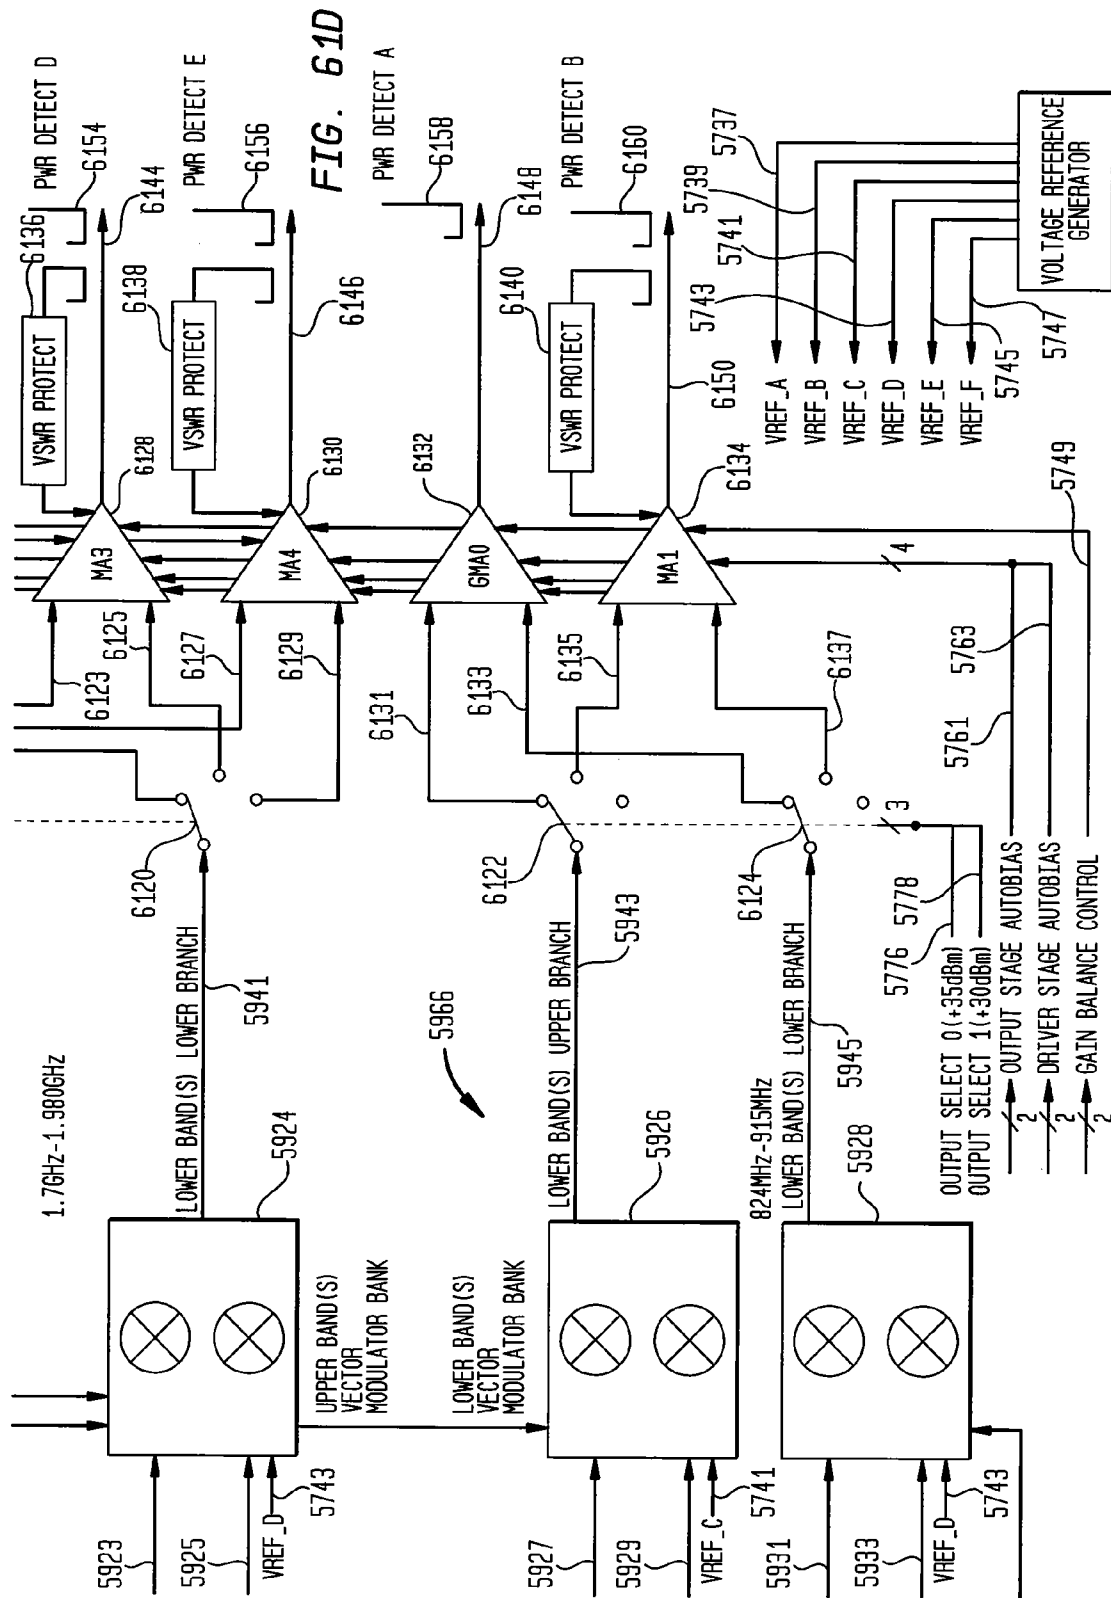 FIG. 61D
1.7GHz-1.980GHz
PWR DETECT D
6154
6136
VSWR PROTECT
6144
6128
MA3
6123
6125
6120
LOWER BAND(S) LOWER BRANCH
5941
5924
5923
5925
VREF_D
5743
PWR DETECT E
6156
6138
VSWR PROTECT
6146
6130
MA4
6127
6129
UPPER BAND(S)
VECTOR
MODULATOR BANK
LOWER BAND(S)
VECTOR
MODULATOR BANK
5966
PWR DETECT A
6158
6148
6132
GMA0
6131
6133
6122
LOWER BAND(S) UPPER BRANCH
5943
5926
5927
5929
VREF_C
5741
PWR DETECT B
6160
6140
VSWR PROTECT
6150
6134
MA1
6135
6137
6124
824MHz-915MHz
LOWER BAND(S) LOWER BRANCH
5945
5928
5931
5933
VREF_D
5743
4
3
5776
5778
OUTPUT SELECT 0(+35dBm)
OUTPUT SELECT 1(+30dBm)
2
OUTPUT STAGE AUTOBIAS
5761
2
DRIVER STAGE AUTOBIAS
5763
2
GAIN BALANCE CONTROL
5749
5737
5739
5741
5743
VREF_A
VREF_B
VREF_C
VREF_D
VREF_E
VREF_F
5745
5747
VOLTAGE REFERENCE
GENERATOR